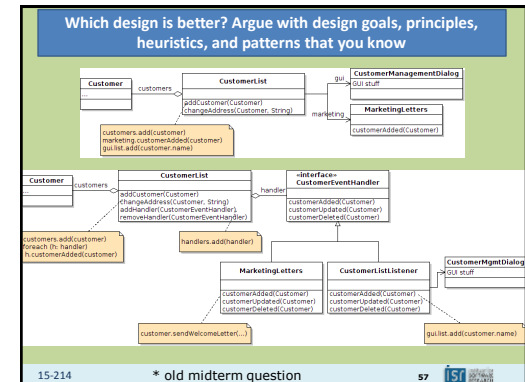 Which design is better? Argue with design goals, principles,
heuristics, and patterns that you know
Customer
...
customers
CustomerList
addCustomer(Customer)
changeAddress(Customer, String)
gui
CustomerManagementDialog
GUI stuff
marketing
MarketingLetters
customerAdded(Customer)
customers.add(customer)
marketing.customerAdded(customer)
gui.list.add(customer.name)
Customer
...
customers
CustomerList
addCustomer(Customer)
changeAddress(Customer, String)
addHandler(CustomerEventHandler)
removeHandler(CustomerEventHandler)
handler
«interface»
CustomerEventHandler
customerAdded(Customer)
customerUpdated(Customer)
customerDeleted(Customer)
customers.add(customer)
foreach (h: handler)
h.customerAdded(customer)
handlers.add(handler)
MarketingLetters
customerAdded(Customer)
customerUpdated(Customer)
customerDeleted(Customer)
CustomerListListener
customerAdded(Customer)
customerUpdated(Customer)
customerDeleted(Customer)
CustomerMgmtDialog
GUI stuff
customer.sendWelcomeLetter(...)
gui.list.add(customer.name)
15-214
* old midterm question
57
isr